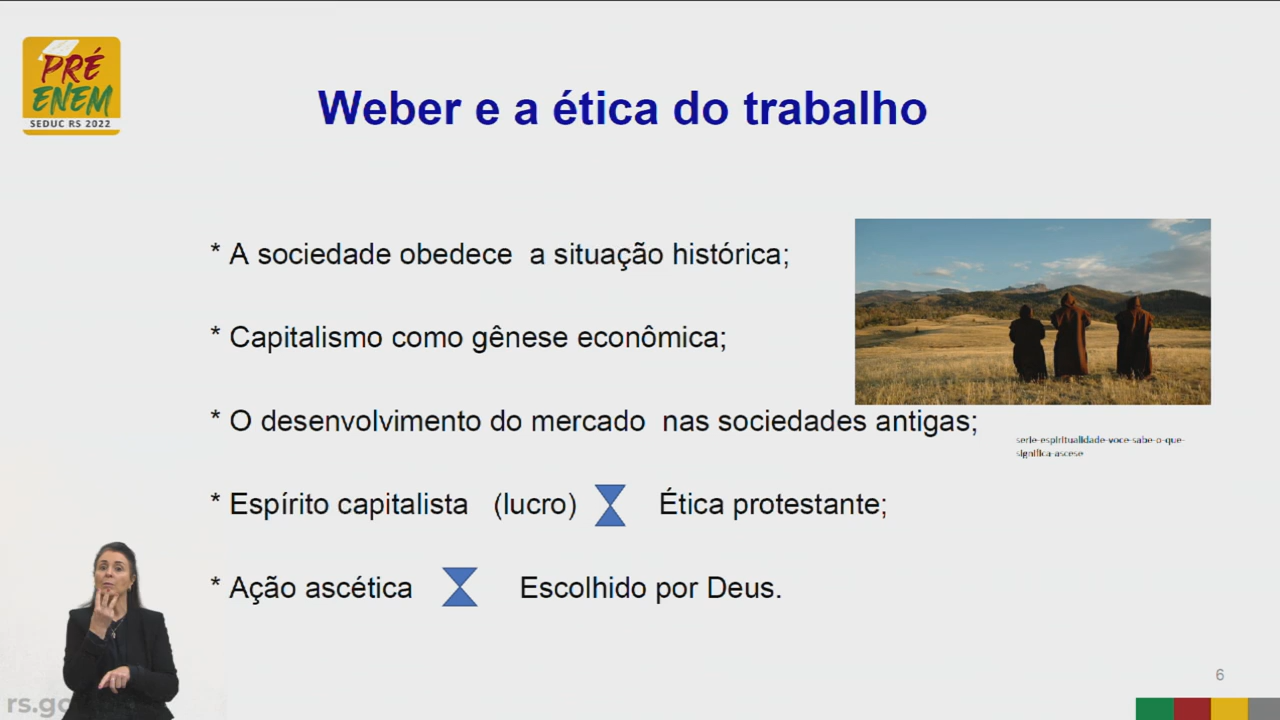 PRÉ
ENEM
SEDUC RS 2022
Weber e a ética do trabalho
* A sociedade obedece a situação histórica;
* Capitalismo como gênese econômica;
* O desenvolvimento do mercado nas sociedades antigas;
serie-espiritualidade-voce-sabe-o-que-
significa-ascese
* Espírito capitalista (lucro) Ética protestante;
* Ação ascética Escolhido por Deus.
6